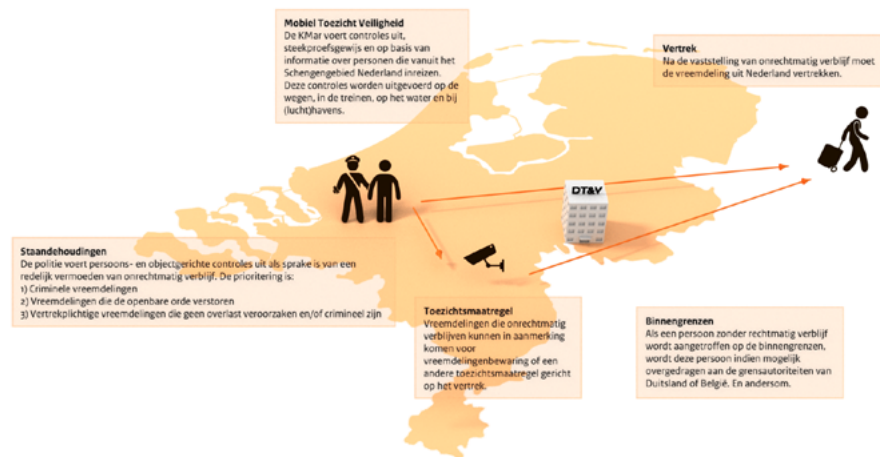 Mobiel Toezicht Veiligheid
De KMar voert controles uit,
steekproefsgewijs en op basis van
informatie over personen die vanuit het
Schengengebied Nederland inreizen.
Deze controles worden uitgevoerd op de
wegen, in de treinen, op het water en bij
(lucht)havens.
Vertrek
Na de vaststelling van onrechtmatig verblijf moet
de vreemdeling uit Nederland vertrekken.
DT&V
Staandehoudingen
De politie voert persoons- en objectgerichte controles uit als sprake is van een
redelijk vermoeden van onrechtmatig verblijf. De prioritering is:
1) Criminele vreemdelingen
2) Vreemdelingen die de openbare orde verstoren
3) Vertrekplichtige vreemdelingen die geen overlast veroorzaken en/of crimineel zijn
Toezichtsmaatregel
Vreemdelingen die onrechtmatig
verblijven kunnen in aanmerking
komen voor
vreemdelingenbewaring of een
andere toezichtsmaatregel gericht
op het vertrek.
Binnengrenzen
Als een persoon zonder rechtmatig verblijf
wordt aangetroffen op de binnengrenzen,
wordt deze persoon indien mogelijk
overgedragen aan de grensautoriteiten van
Duitsland of België. En andersom.